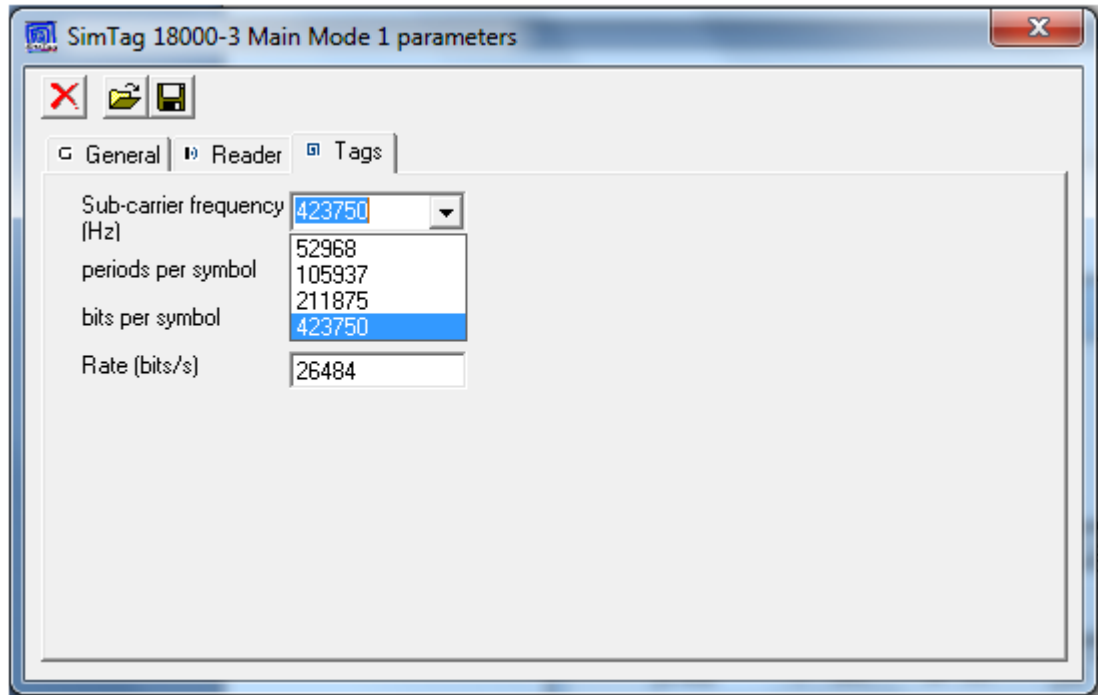 SimTag 18000-3 Main Mode 1 parameters
General Reader Tags
Sub-carrier frequency 423750
(Hz)
52968
periods per symbol 105937
211875
bits per symbol 423750
Rate (bits/s) 26484